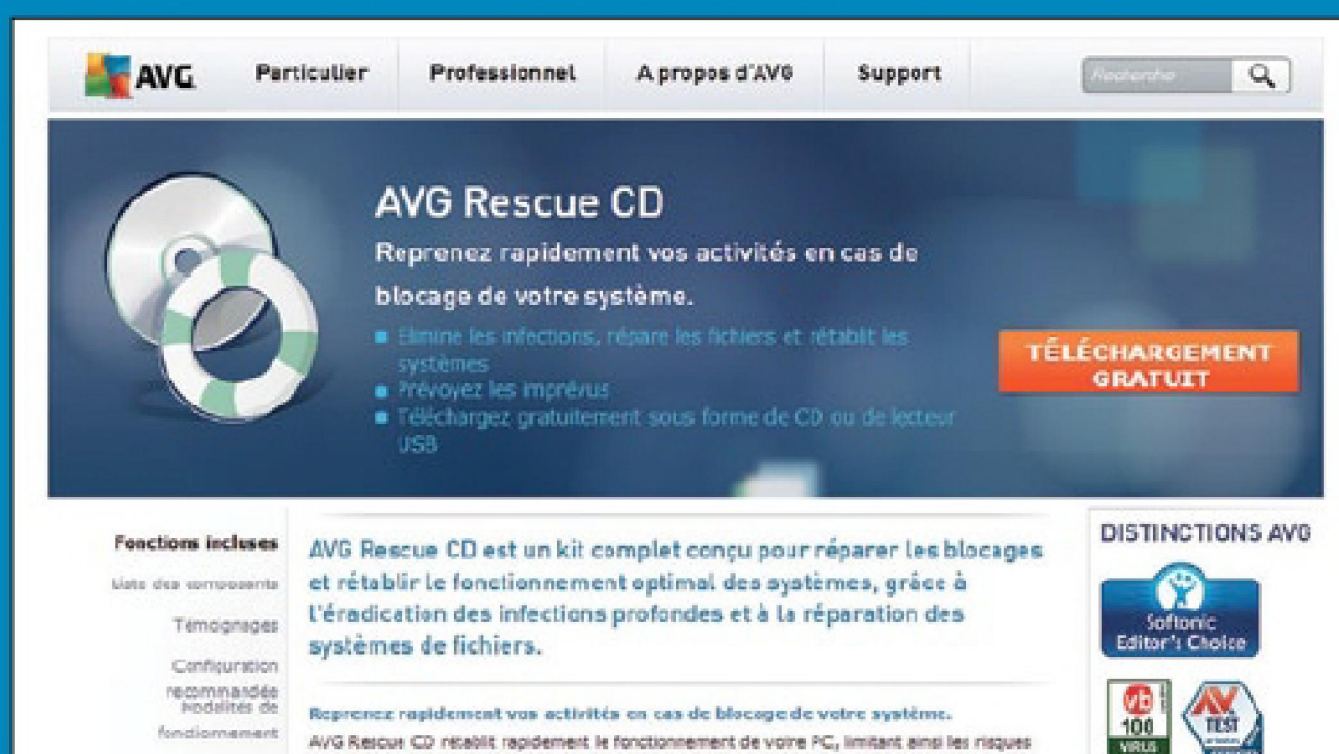 AVG Particulier Professionnel A propos d'AVG Support Recherche
AVG Rescue CD
Reprenez rapidement vos activités en cas de
blocage de votre système.
Elimine les infections, répare les fichiers et rétablit les
systèmes
Prévoyez les imprévus
Téléchargez gratuitement sous forme de CD ou de lecteur
USB
TÉLÉCHARGEMENT
GRATUIT
Fonctions incluses
Liste des composants
Témoignages
Configuration
recommandée
Modalités de
fonctionnement
AVG Rescue CD est un kit complet conçu pour réparer les blocages
et rétablir le fonctionnement optimal des systèmes, grâce à
l'éradication des infections profondes et à la réparation des
systèmes de fichiers.
Reprenez rapidement vos activités en cas de blocage de votre système.
AVG Rescue CD rétablit rapidement le fonctionnement de votre PC, limitant ainsi les risques
DISTINCTIONS AVG
Softonic
Editor's Choice
vb
100
VIRUS
AV
TEST